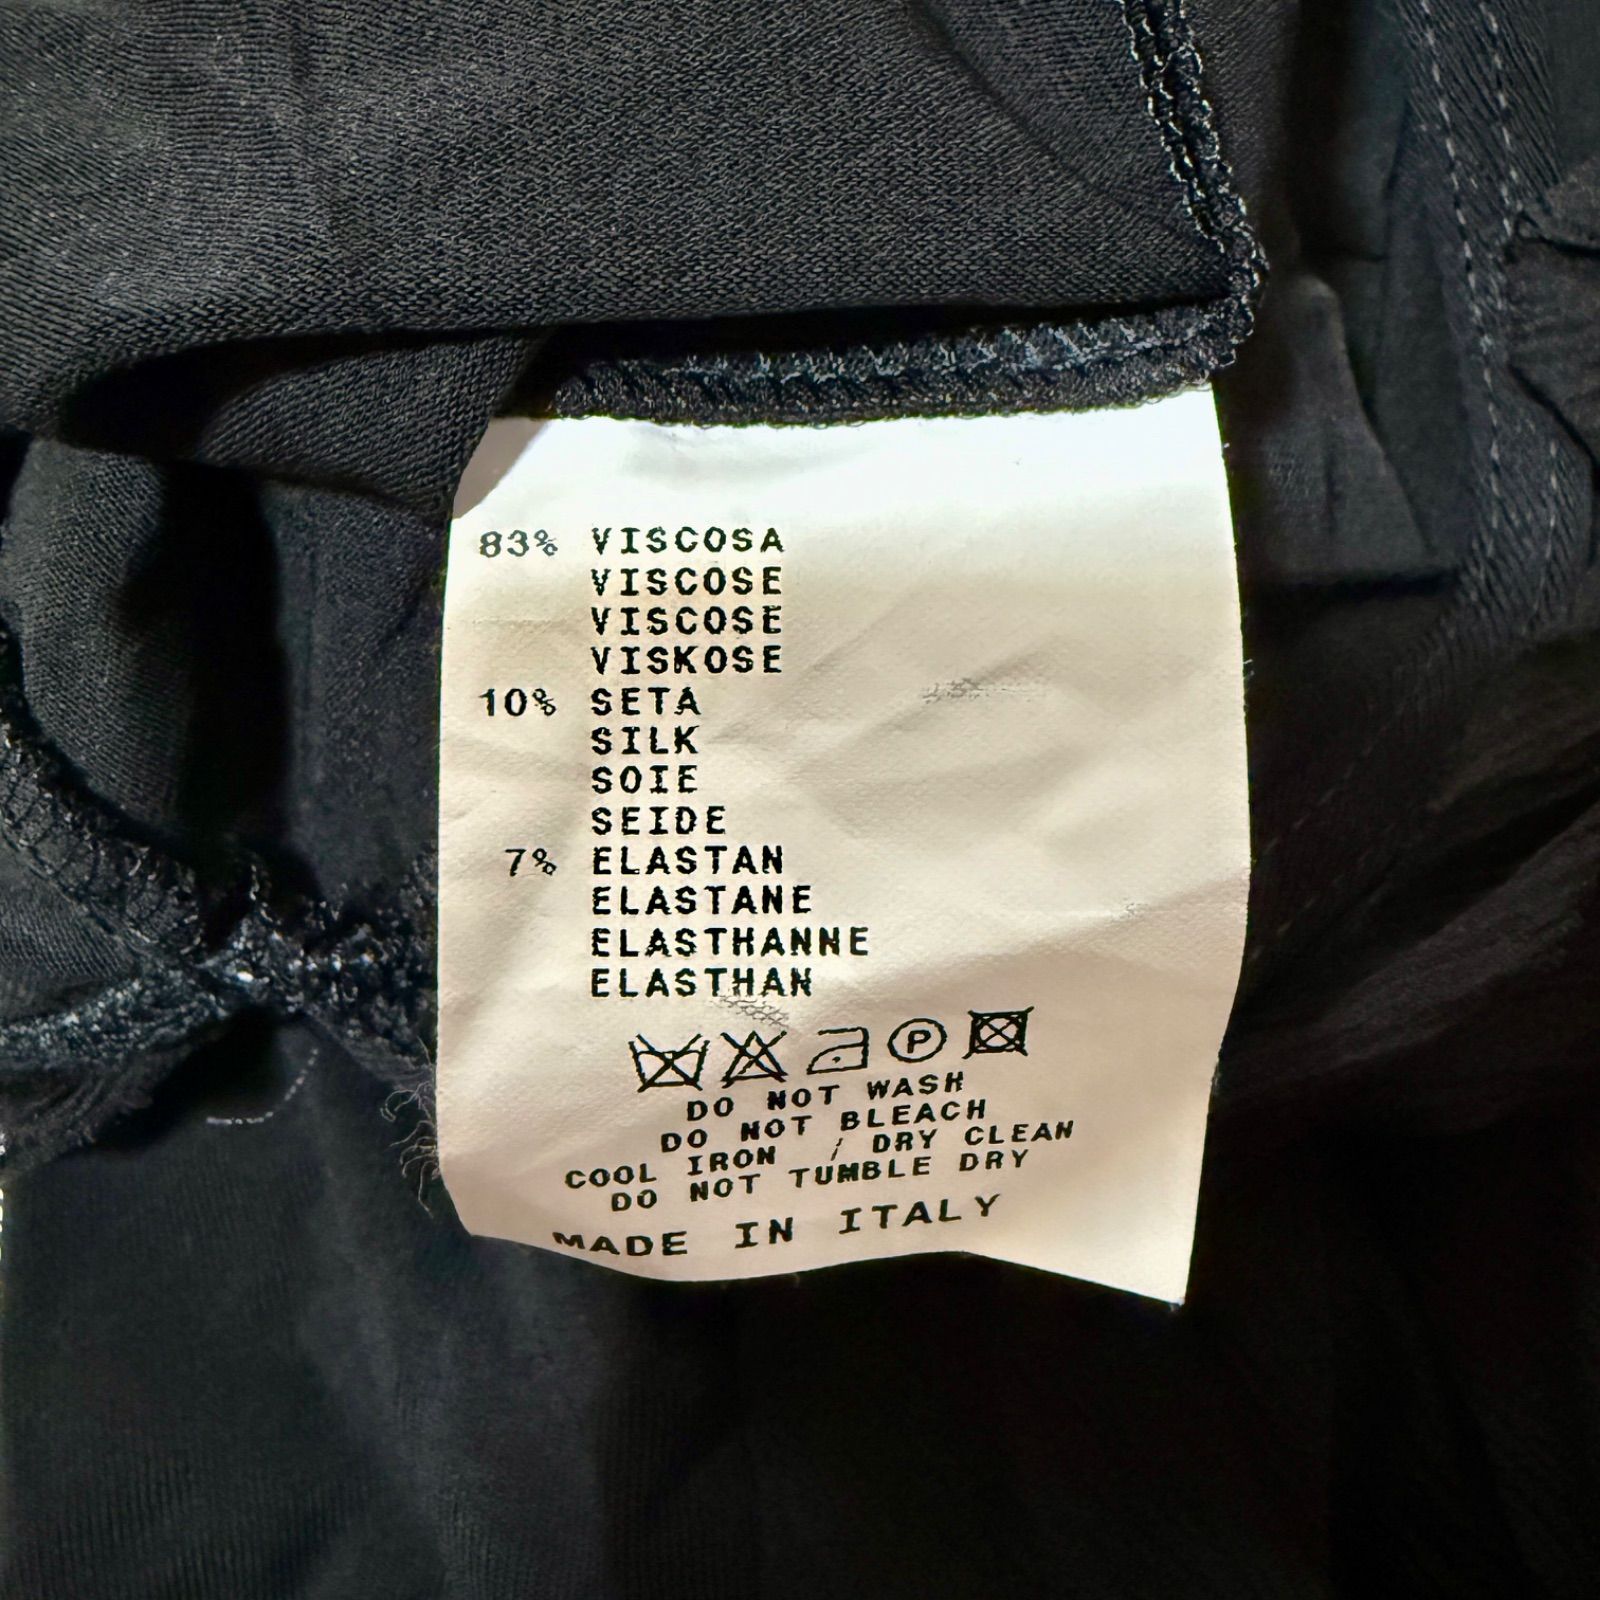 83% VISCOSA
VISCOSE
VISCOSE
VISKOSE
10% SETA
SILK
SOIE
SEIDE
7% ELASTAN
ELASTANE
ELASTHANNE
ELASTHAN
P
DO NOT WASH
DO NOT BLEACH
COOL IRON / DRY CLEAN
DO NOT TUMBLE DRY
MADE IN ITALY